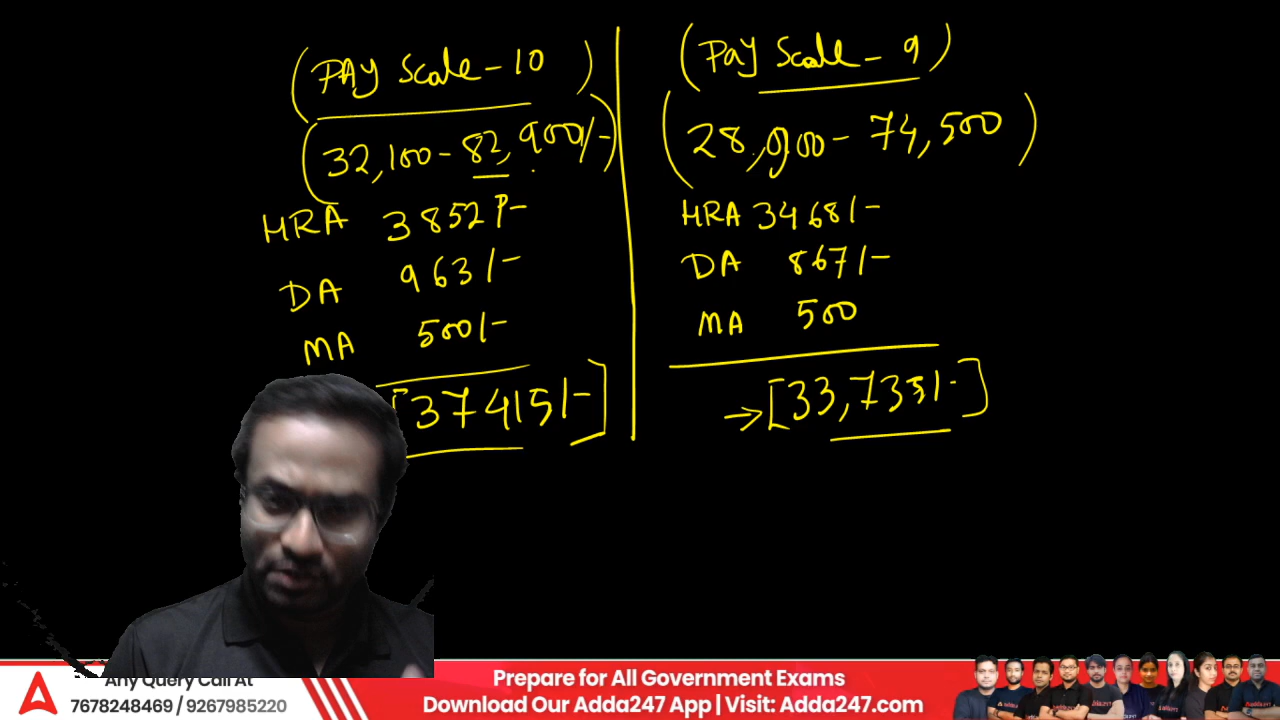 (PAY Scale - 10)
(32,100 - 82,900/-)
HRA 3852/-
DA 963/-
MA 500/-
[37415/-]
(Pay Scale - 9)
(28,900 - 74,500)
HRA 3468/-
DA 867/-
MA 500
→ [33,735/-]
Any Query Call At
7678248469 / 9267985220
Prepare for All Government Exams
Download Our Adda247 App | Visit: Adda247.com